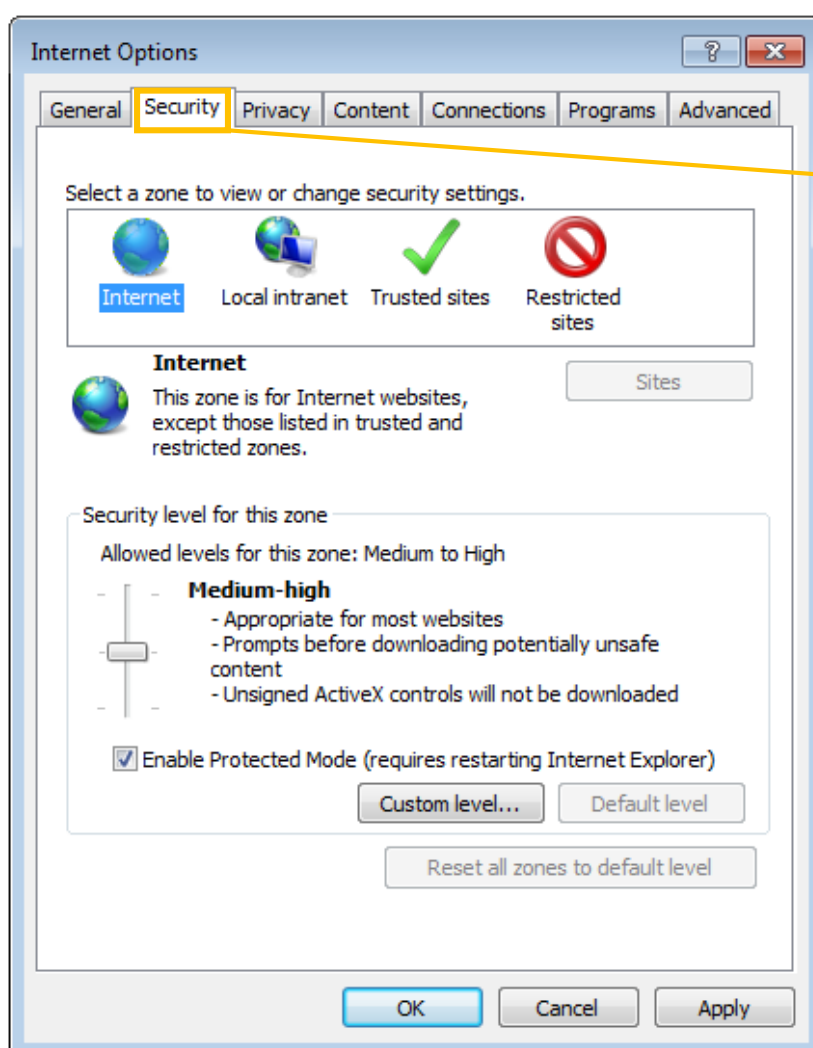 Internet Options
General Security Privacy Content Connections Programs Advanced
Select a zone to view or change security settings.
Internet Local intranet Trusted sites Restricted
sites
Internet
Sites
This zone is for Internet websites,
except those listed in trusted and
restricted zones.
Security level for this zone
Allowed levels for this zone: Medium to High
Medium-high
- Appropriate for most websites
- Prompts before downloading potentially unsafe
content
- Unsigned ActiveX controls will not be downloaded
Enable Protected Mode (requires restarting Internet Explorer)
Custom level... Default level
Reset all zones to default level
OK Cancel Apply